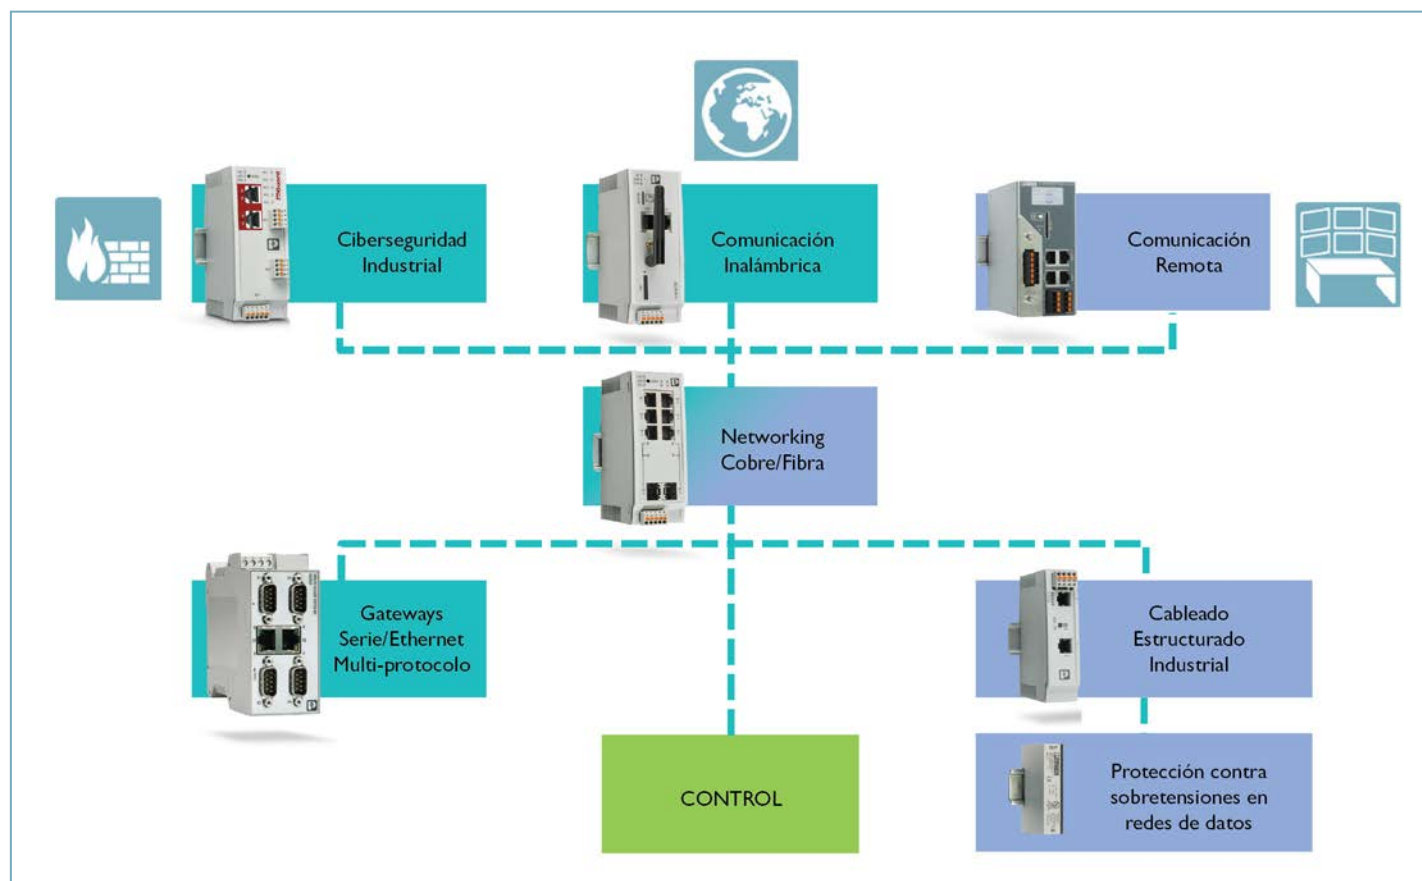 Ciberseguridad
Industrial
Comunicación
Inalámbrica
Comunicación
Remota
Networking
Cobre/Fibra
Gateways
Serie/Ethernet
Multi-protocolo
Cableado
Estructurado
Industrial
CONTROL
Protección contra
sobretensiones en
redes de datos